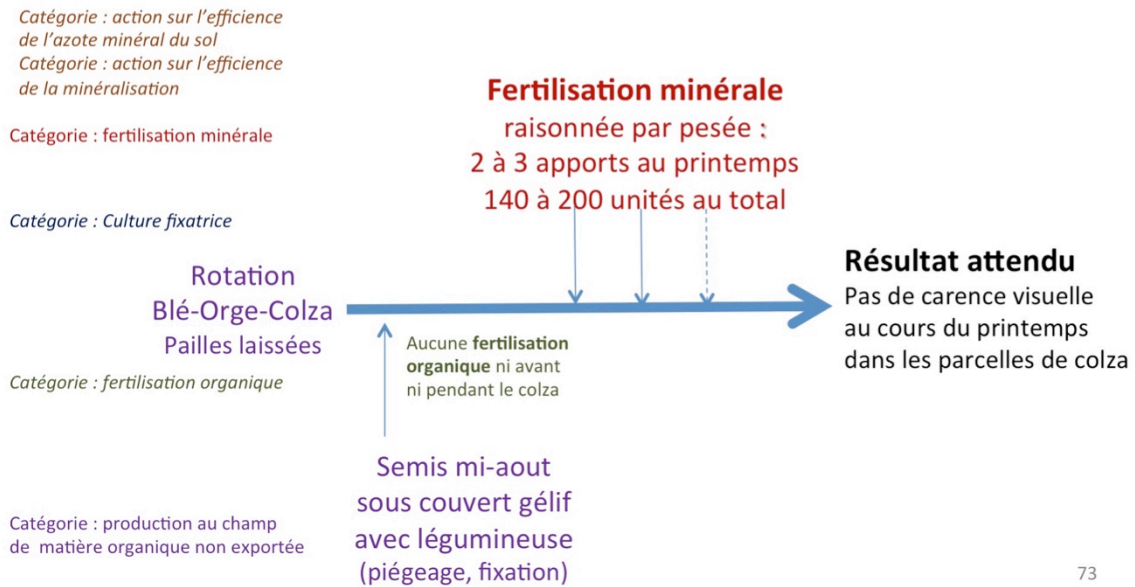 Catégorie : action sur l’efficience
de l’azote minéral du sol
Catégorie : action sur l’efficience
de la minéralisation
Fertilisation minérale
raisonnée par pesée :
2 à 3 apports au printemps
140 à 200 unités au total
Catégorie : fertilisation minérale
Catégorie : Culture fixatrice
Rotation
Blé-Orge-Colza
Pailles laissées
Résultat attendu
Pas de carence visuelle
au cours du printemps
dans les parcelles de colza
Aucune fertilisation
organique ni avant
ni pendant le colza
Catégorie : fertilisation organique
Semis mi-aout
sous couvert gélif
avec légumineuse
(piégeage, fixation)
Catégorie : production au champ
de matière organique non exportée
73